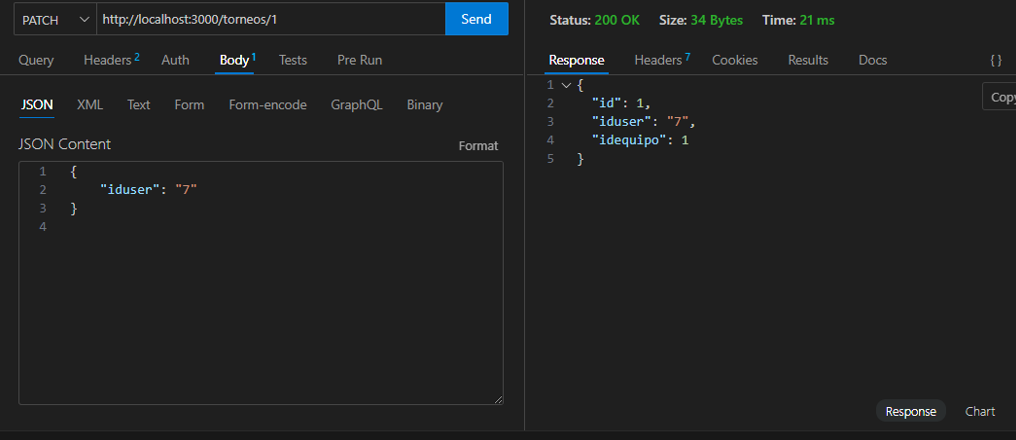 PATCH http://localhost:3000/torneos/1 Send
Query Headers 2 Auth Body 1 Tests Pre Run
JSON XML Text Form Form-encode GraphQL Binary
JSON Content Format
1 {
2 "iduser": "7"
3 }
4
Status: 200 OK Size: 34 Bytes Time: 21 ms
Response Headers 7 Cookies Results Docs {}
Copy
1 {
2 "id": 1,
3 "iduser": "7",
4 "idequipo": 1
5 }
Response Chart